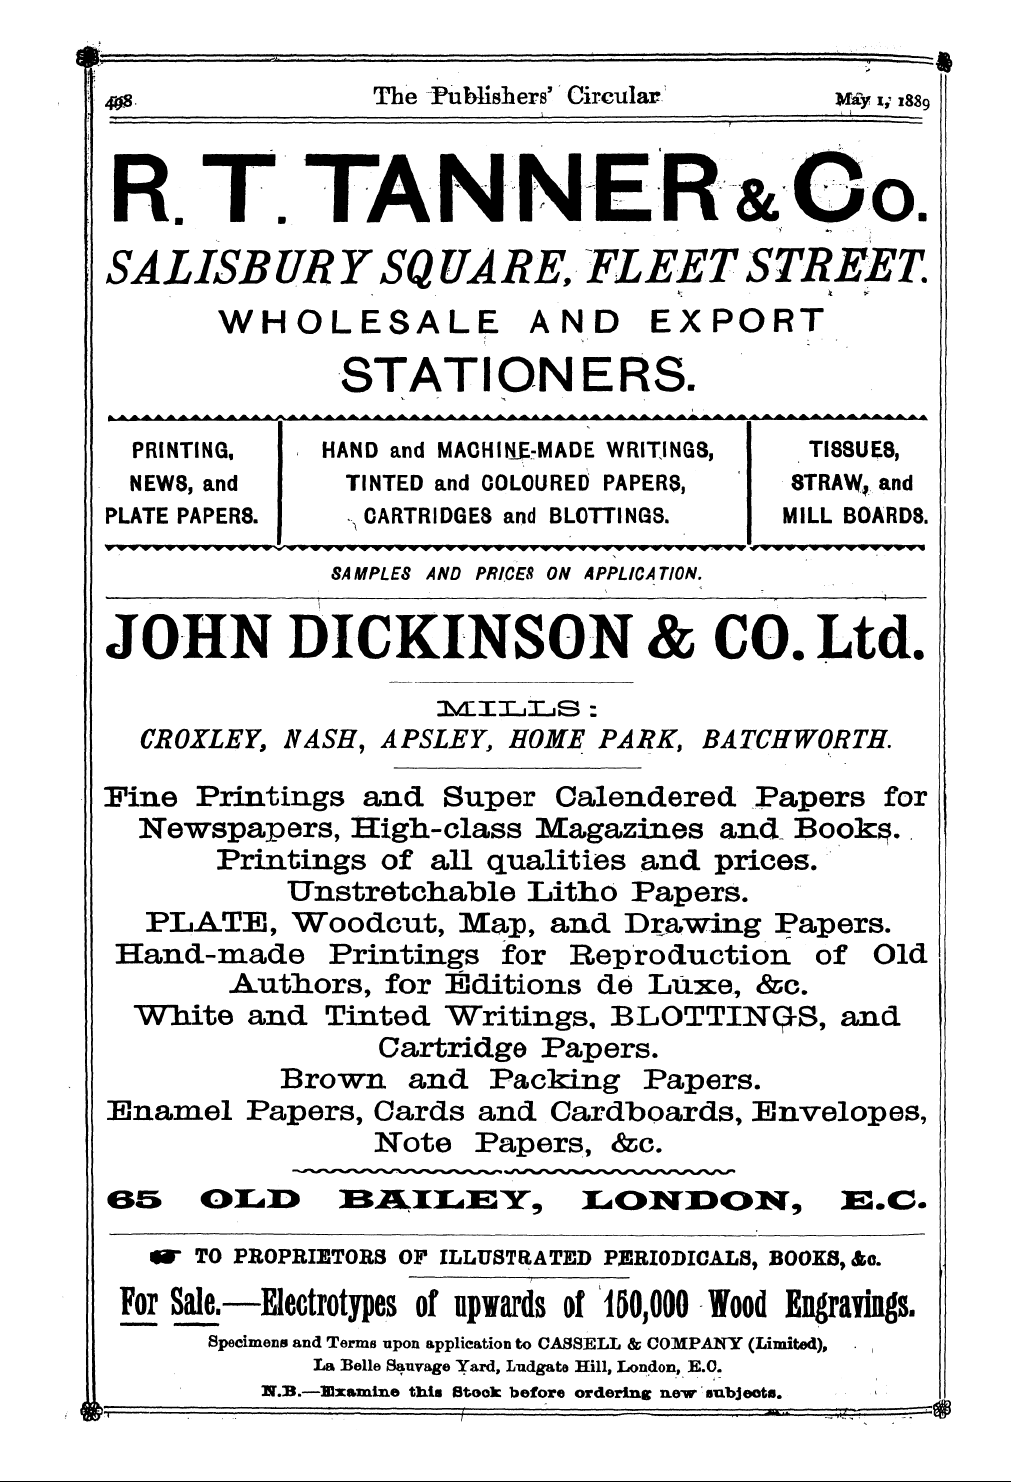 498
The Publishers' Circular
May 1, 1889
R. T. TANNER & Co.
SALISBURY SQUARE, FLEET STREET.
WHOLESALE AND EXPORT
STATIONERS.
PRINTING,
NEWS, and
PLATE PAPERS.
HAND and MACHINE-MADE WRITINGS,
TINTED and COLOURED PAPERS,
CARTRIDGES and BLOTTINGS.
TISSUES,
STRAW, and
MILL BOARDS.
SAMPLES AND PRICES ON APPLICATION.
JOHN DICKINSON & CO. Ltd.
MILLS:
CROXLEY, NASH, APSLEY, HOME PARK, BATCHWORTH.
Fine Printings and Super Calendered Papers for
Newspapers, High-class Magazines and Books.
Printings of all qualities and prices.
Unstretchable Litho Papers.
PLATE, Woodcut, Map, and Drawing Papers.
Hand-made Printings for Reproduction of Old
Authors, for Editions de Luxe, &c.
White and Tinted Writings, BLOTTINGS, and
Cartridge Papers.
Brown and Packing Papers.
Enamel Papers, Cards and Cardboards, Envelopes,
Note Papers, &c.
65 OLD BAILEY, LONDON, E.C.
☛ TO PROPRIETORS OF ILLUSTRATED PERIODICALS, BOOKS, &c.
For Sale.—Electrotypes of upwards of 150,000 Wood Engravings.
Specimens and Terms upon application to CASSELL & COMPANY (Limited),
La Belle Sauvage Yard, Ludgate Hill, London, E.C.
N.B.—Examine this Stock before ordering new subjects.